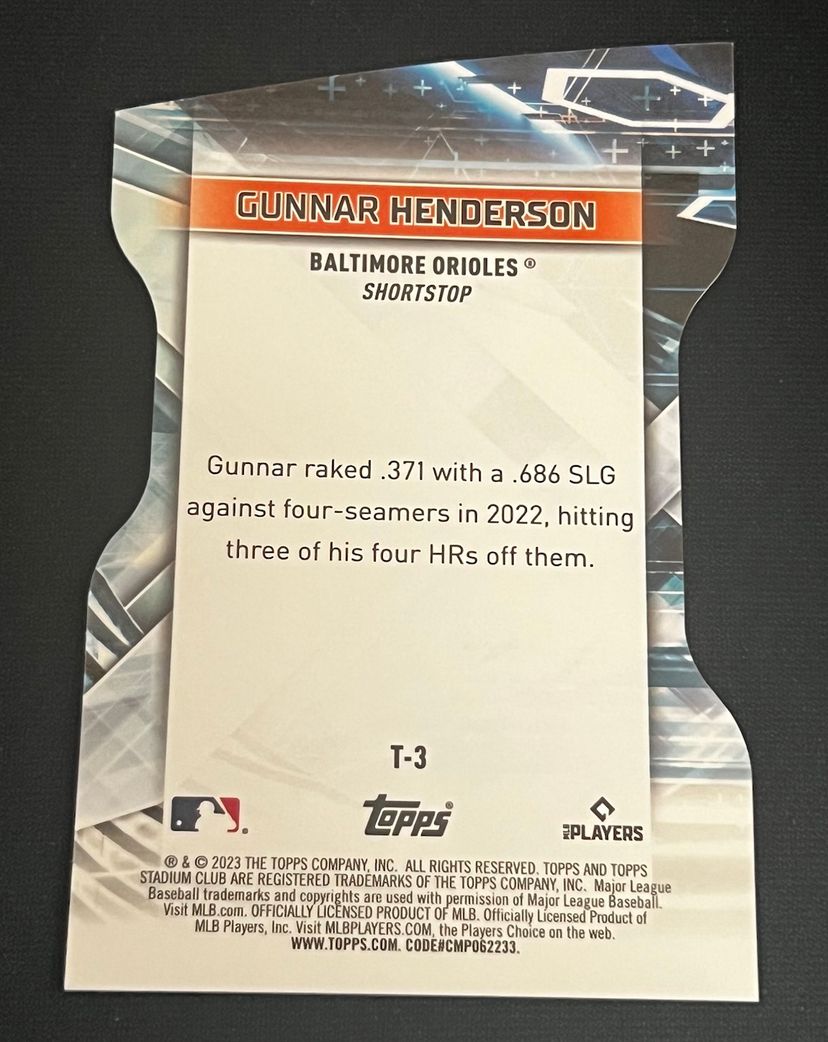 GUNNAR HENDERSON
BALTIMORE ORIOLES ®
SHORTSTOP
Gunnar raked .371 with a .686 SLG
against four-seamers in 2022, hitting
three of his four HRs off them.
T-3
topps®
MLB PLAYERS
® & © 2023 THE TOPPS COMPANY, INC. ALL RIGHTS RESERVED. TOPPS AND TOPPS
STADIUM CLUB ARE REGISTERED TRADEMARKS OF THE TOPPS COMPANY, INC. Major League
Baseball trademarks and copyrights are used with permission of Major League Baseball.
Visit MLB.com. OFFICIALLY LICENSED PRODUCT OF MLB. Officially Licensed Product of
MLB Players, Inc. Visit MLBPLAYERS.COM, the Players Choice on the web.
WWW.TOPPS.COM. CODE#CMP062233.